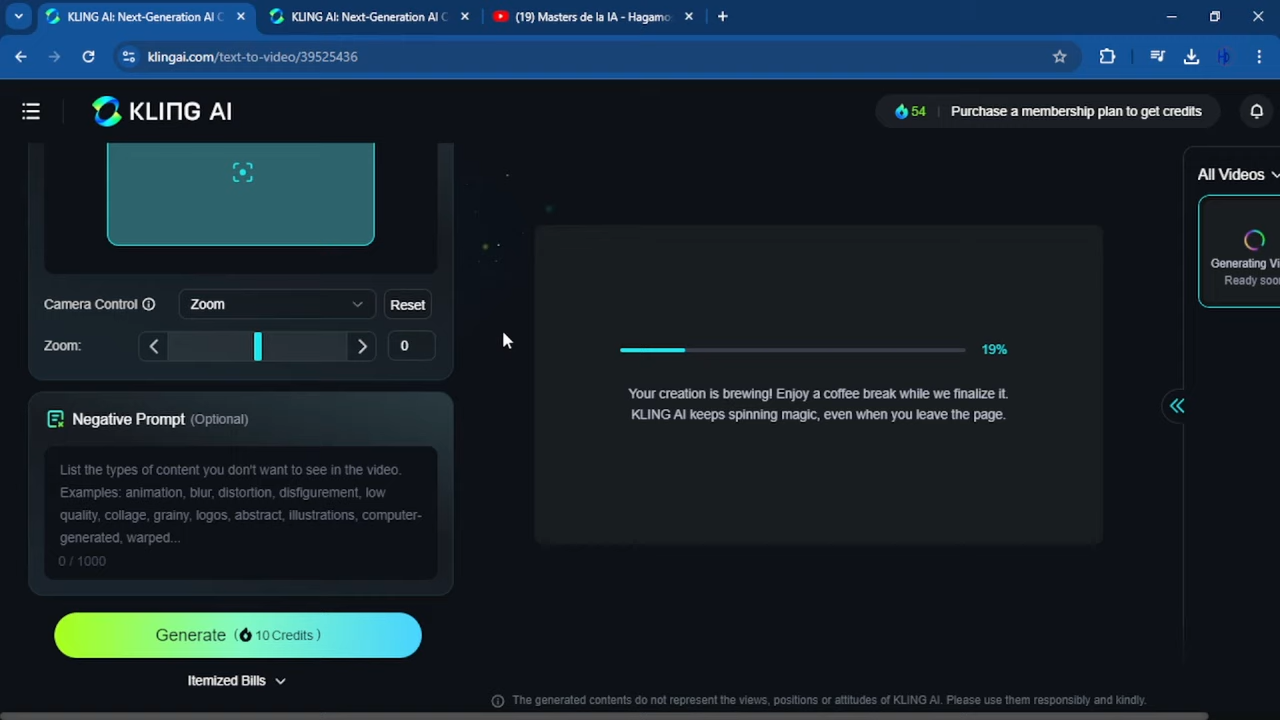 KLING AI: Next-Generation AI C
KLING AI: Next-Generation AI C
(19) Masters de la IA - Hagamo
klingai.com/text-to-video/39525436
KLING AI
54
Purchase a membership plan to get credits
All Videos
Generating Vi
Ready soon
Camera Control
Zoom
Reset
Zoom:
0
19%
Your creation is brewing! Enjoy a coffee break while we finalize it.
KLING AI keeps spinning magic, even when you leave the page.
Negative Prompt (Optional)
List the types of content you don't want to see in the video.
Examples: animation, blur, distortion, disfigurement, low
quality, collage, grainy, logos, abstract, illustrations, computer-
generated, warped...
0 / 1000
Generate ( 10 Credits )
Itemized Bills
The generated contents do not represent the views, positions or attitudes of KLING AI. Please use them responsibly and kindly.